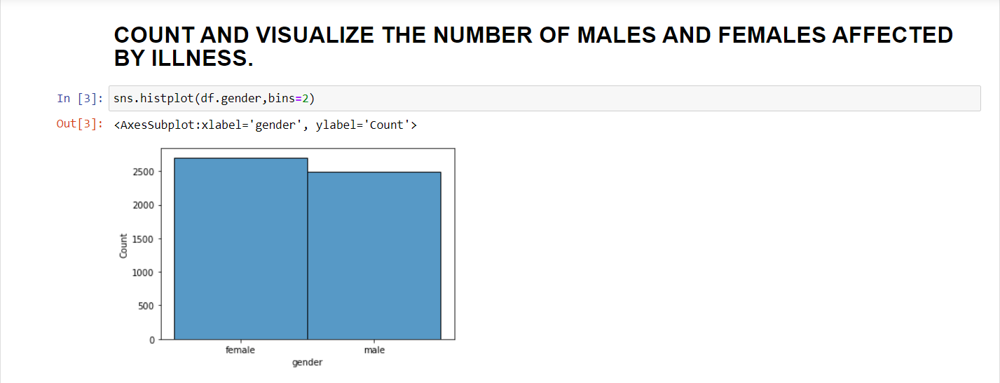 COUNT AND VISUALIZE THE NUMBER OF MALES AND FEMALES AFFECTED
BY ILLNESS.
In [3]: sns.histplot(df.gender,bins=2)
Out[3]: <AxesSubplot:xlabel='gender', ylabel='Count'>
2500
2000
1500
1000
500
0
Count
female male
gender